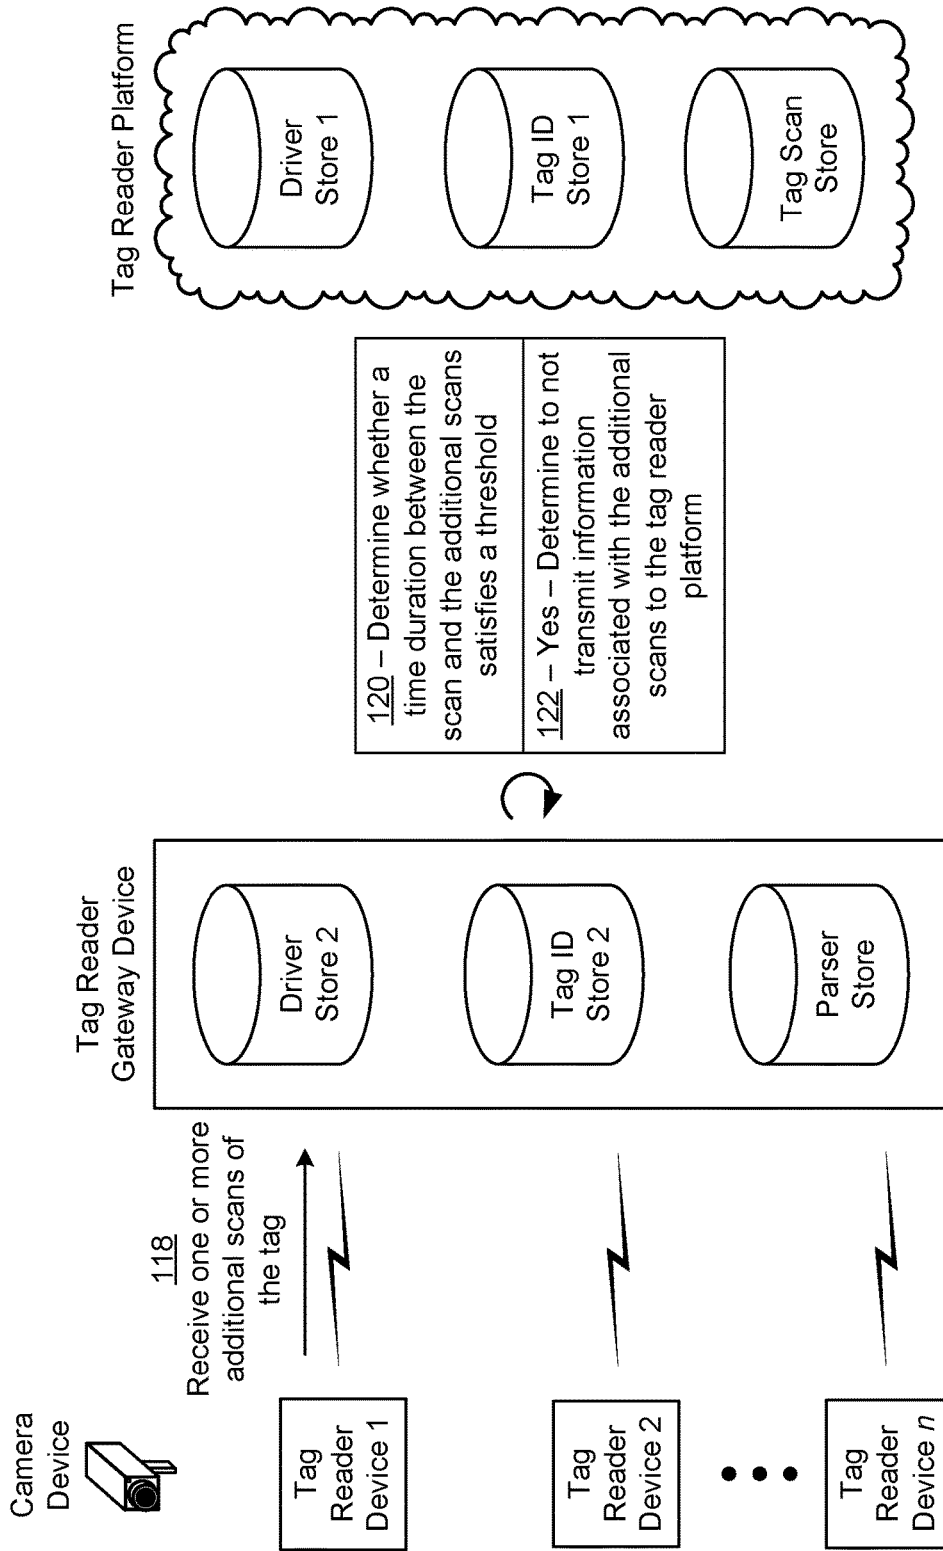 Camera
Device
Tag
Reader
Device 1
Tag
Reader
Device 2
Tag
Reader
Device n
118
Receive one or more
additional scans of
the tag
Tag Reader
Gateway Device
Driver
Store 2
Tag ID
Store 2
Parser
Store
120 – Determine whether a
time duration between the
scan and the additional scans
satisfies a threshold
122 – Yes – Determine to not
transmit information
associated with the additional
scans to the tag reader
platform
Tag Reader Platform
Driver
Store 1
Tag ID
Store 1
Tag Scan
Store